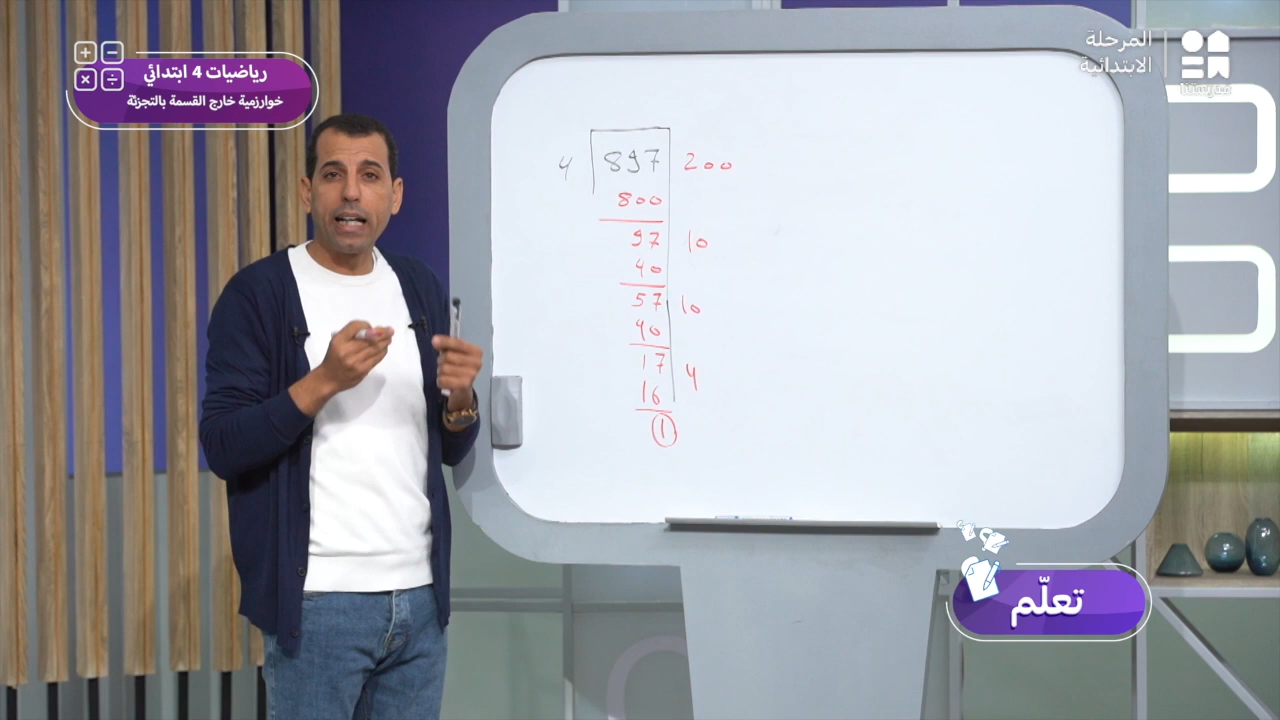 رياضيات 4 ابتدائي
خوارزمية خارج القسمة بالتجزئة
المرحلة
الابتدائية
مدرستنا
4 897 200
800
97 10
40
57 10
40
17 4
16
1
تعلّم